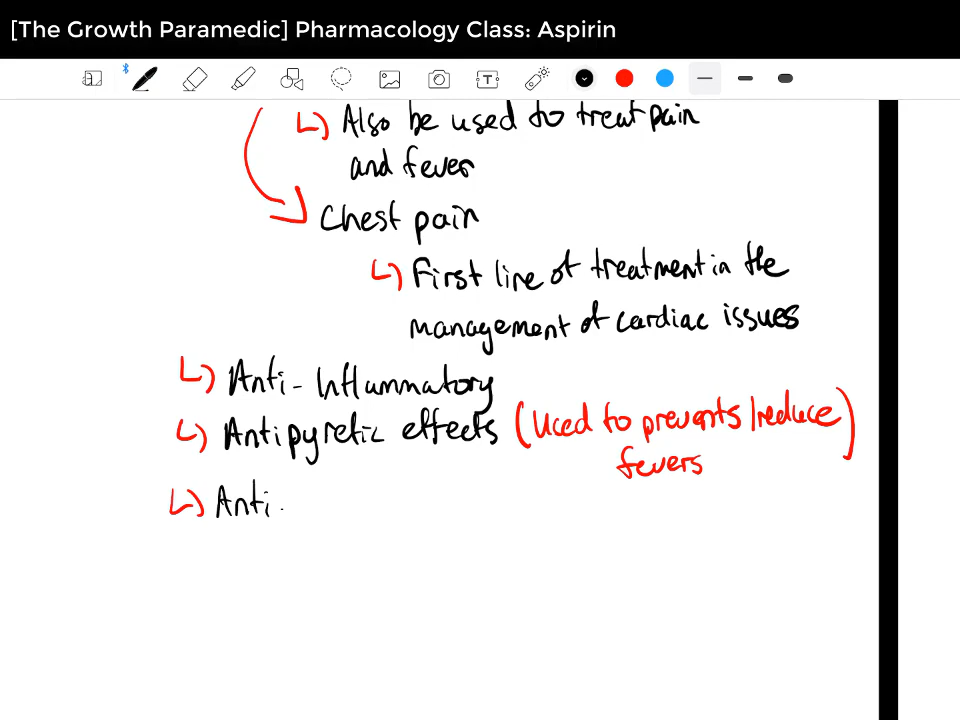 [The Growth Paramedic] Pharmacology Class: Aspirin
Also be used to treat pain
and fever
Chest pain
First line of treatment in the
management of cardiac issues
Anti-Inflammatory
Antipyretic effects (Used to prevents/reduce
fevers)
Anti-